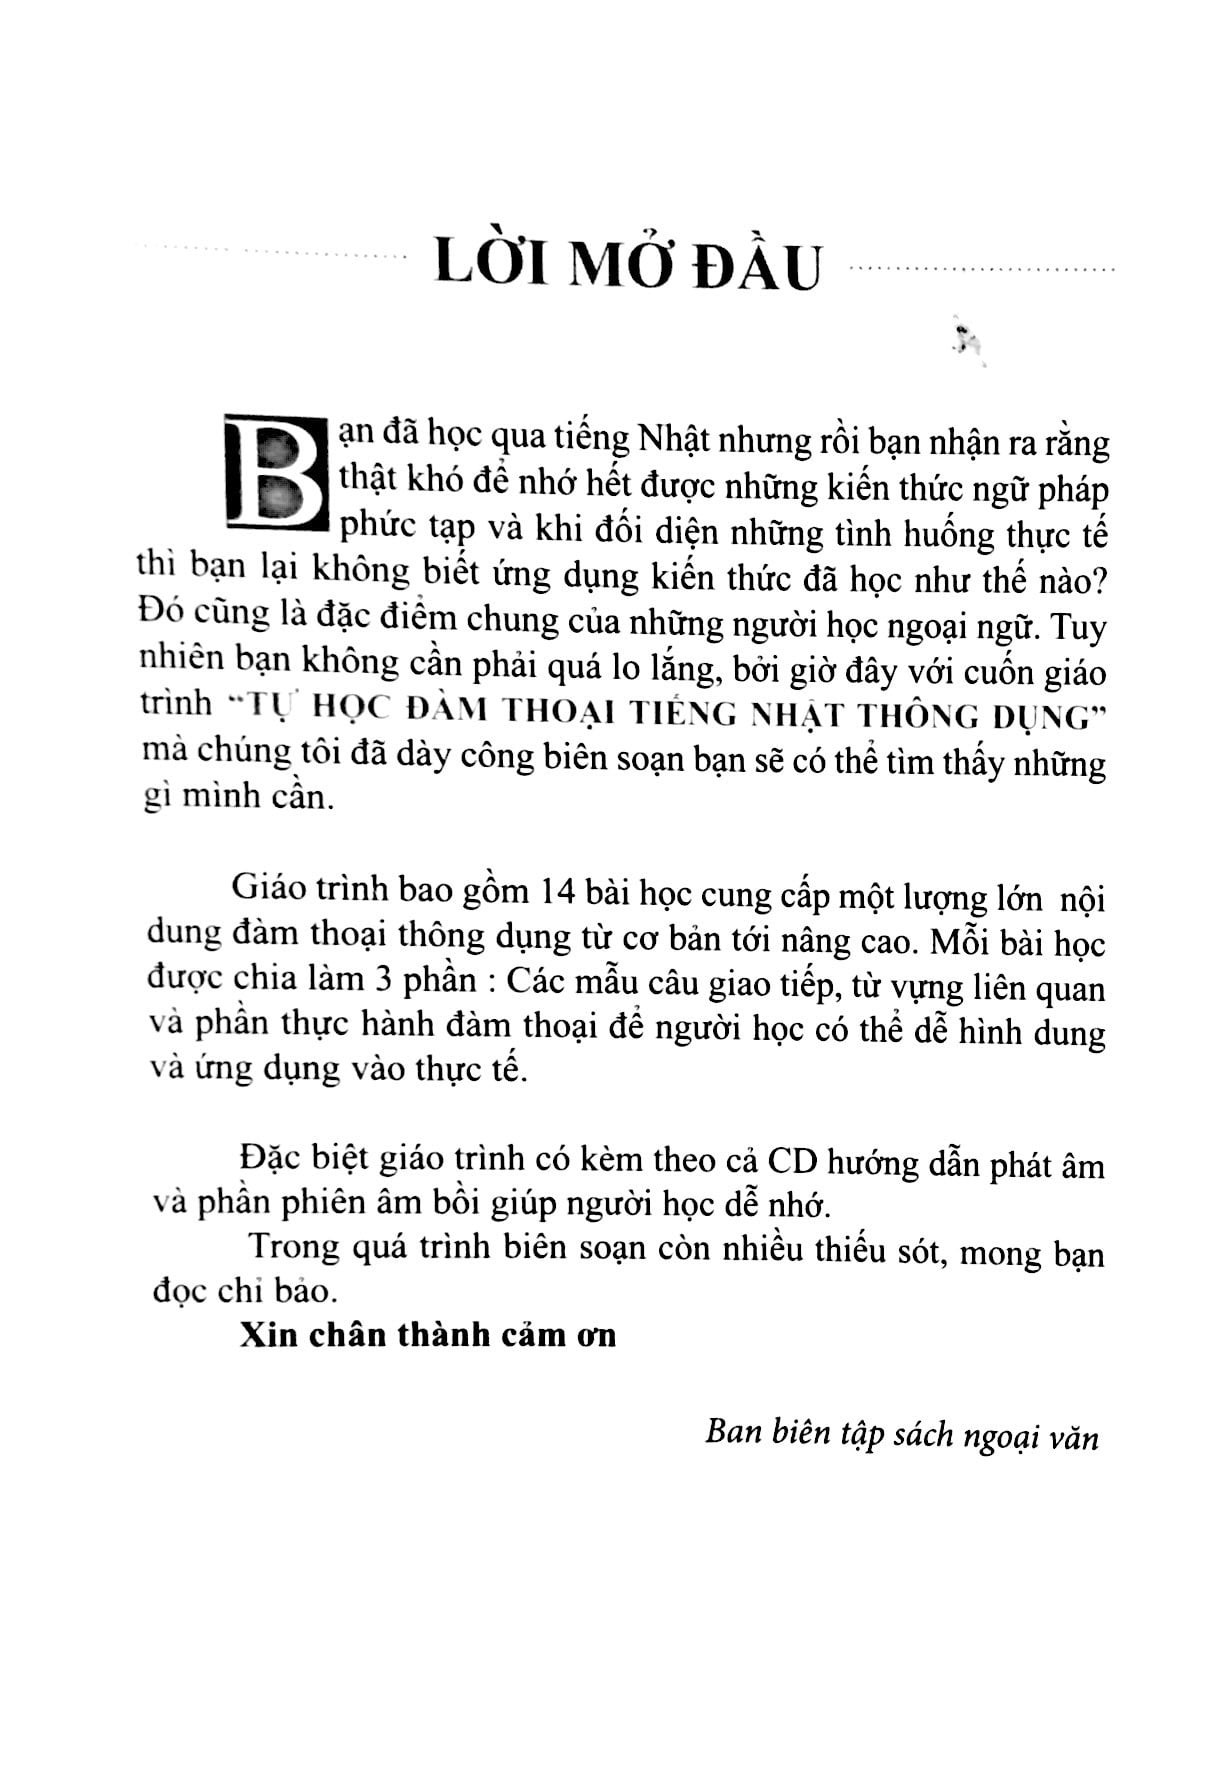 LỜI MỞ ĐẦU
Bạn đã học qua tiếng Nhật nhưng rồi bạn nhận ra rằng
thật khó để nhớ hết được những kiến thức ngữ pháp
phức tạp và khi đối diện những tình huống thực tế
thì bạn lại không biết ứng dụng kiến thức đã học như thế nào?
Đó cũng là đặc điểm chung của những người học ngoại ngữ. Tuy
nhiên bạn không cần phải quá lo lắng, bởi giờ đây với cuốn giáo
trình “TỰ HỌC ĐÀM THOẠI TIẾNG NHẬT THÔNG DỤNG”
mà chúng tôi đã dày công biên soạn bạn sẽ có thể tìm thấy những
gì mình cần.
Giáo trình bao gồm 14 bài học cung cấp một lượng lớn nội
dung đàm thoại thông dụng từ cơ bản tới nâng cao. Mỗi bài học
được chia làm 3 phần : Các mẫu câu giao tiếp, từ vựng liên quan
và phần thực hành đàm thoại để người học có thể dễ hình dung
và ứng dụng vào thực tế.
Đặc biệt giáo trình có kèm theo cả CD hướng dẫn phát âm
và phần phiên âm bồi giúp người học dễ nhớ.
Trong quá trình biên soạn còn nhiều thiếu sót, mong bạn
đọc chỉ bảo.
Xin chân thành cảm ơn
Ban biên tập sách ngoại văn